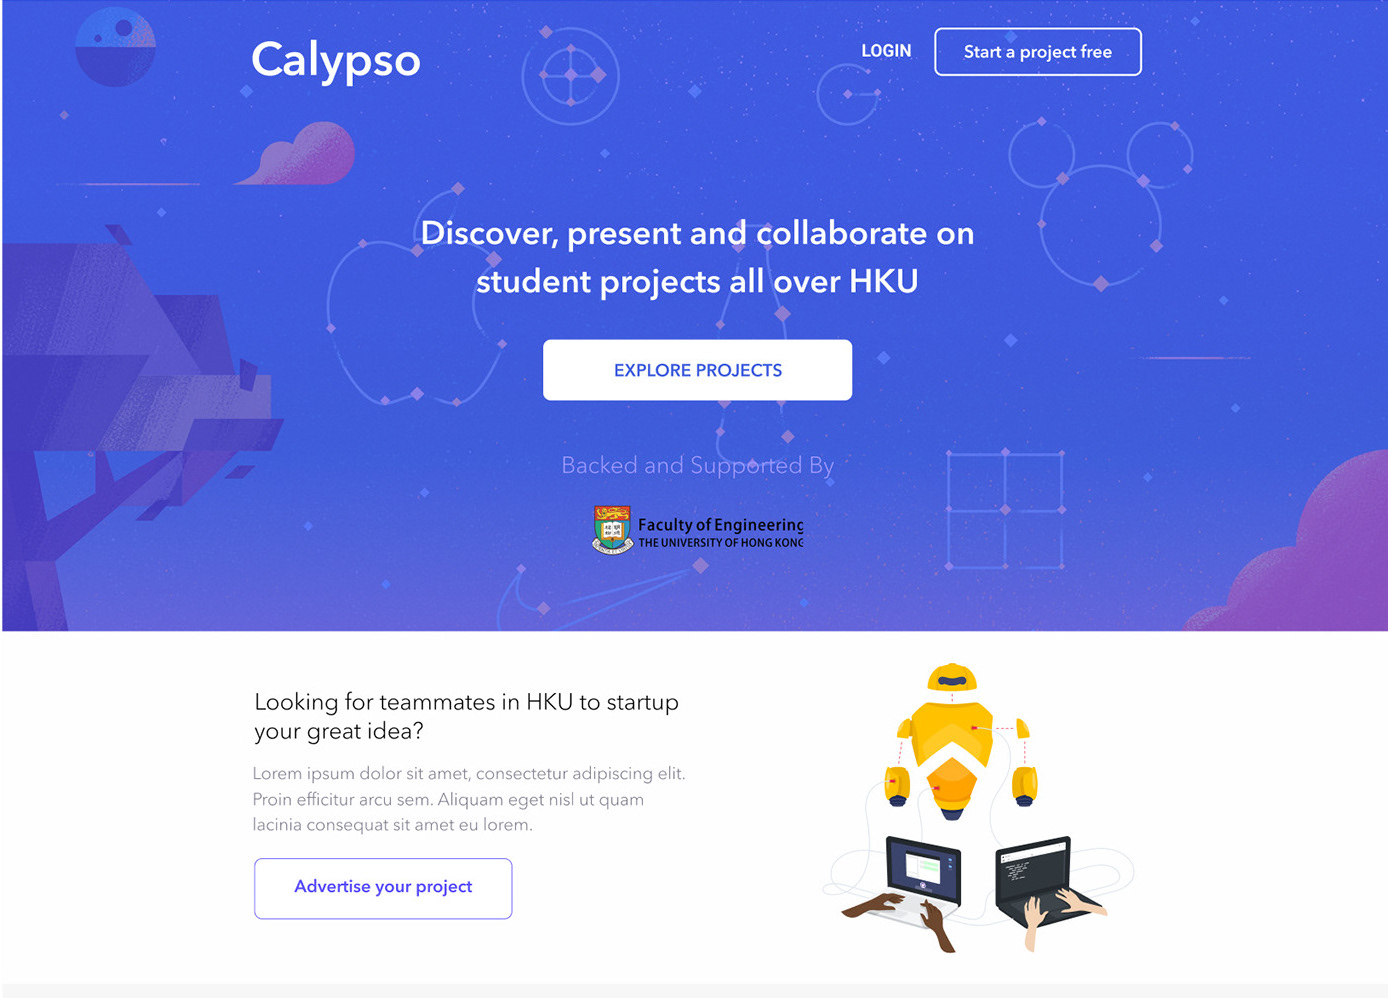 Calypso
LOGIN
Start a project free
Discover, present and collaborate on
student projects all over HKU
EXPLORE PROJECTS
Backed and Supported By
Faculty of Engineering
THE UNIVERSITY OF HONG KONG
Looking for teammates in HKU to startup
your great idea?
Lorem ipsum dolor sit amet, consectetur adipiscing elit.
Proin efficitur arcu sem. Aliquam eget nisl ut quam
lacinia consequat sit amet eu lorem.
Advertise your project